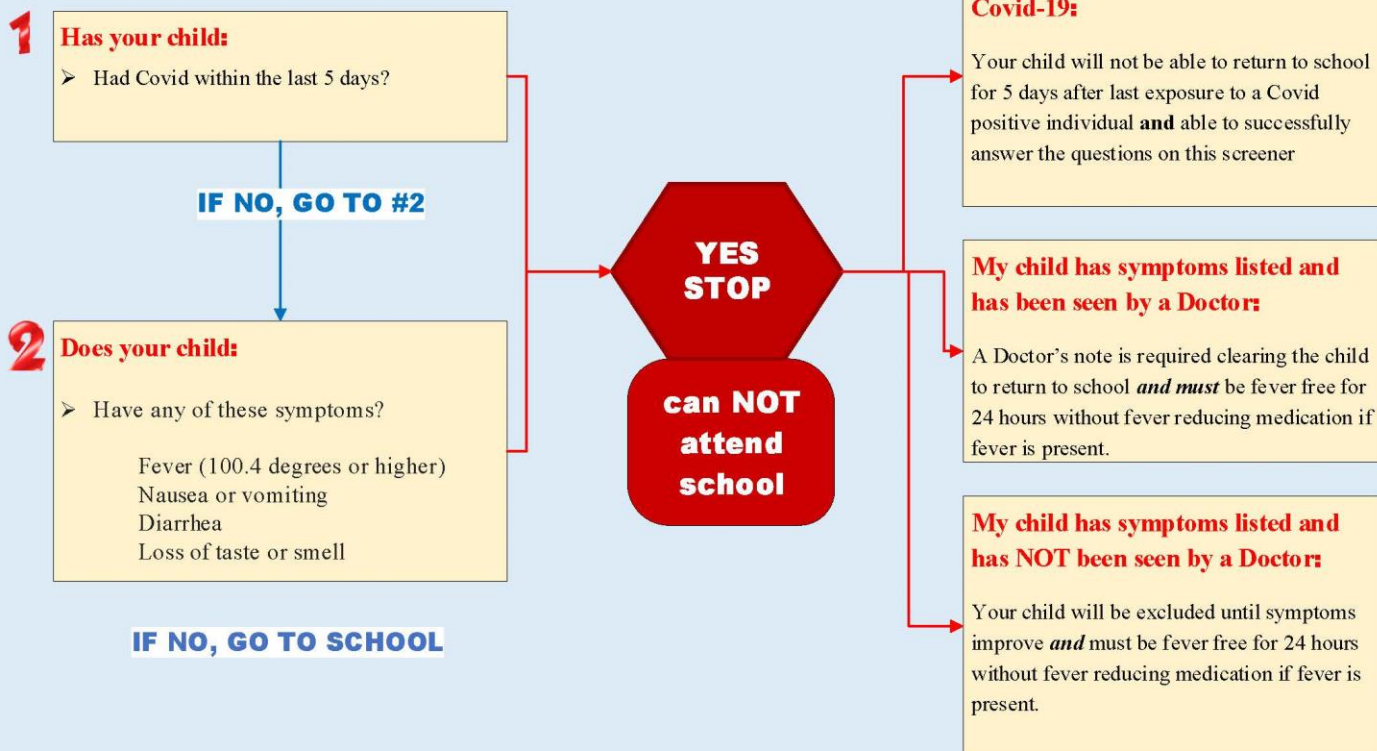 1
Has your child:
➢ Had Covid within the last 5 days?
IF NO, GO TO #2
2
Does your child:
➢ Have any of these symptoms?
Fever (100.4 degrees or higher)
Nausea or vomiting
Diarrhea
Loss of taste or smell
IF NO, GO TO SCHOOL
YES
STOP
can NOT
attend
school
Covid-19:
Your child will not be able to return to school
for 5 days after last exposure to a Covid
positive individual and able to successfully
answer the questions on this screener
My child has symptoms listed and
has been seen by a Doctor:
A Doctor’s note is required clearing the child
to return to school and must be fever free for
24 hours without fever reducing medication if
fever is present.
My child has symptoms listed and
has NOT been seen by a Doctor:
Your child will be excluded until symptoms
improve and must be fever free for 24 hours
without fever reducing medication if fever is
present.